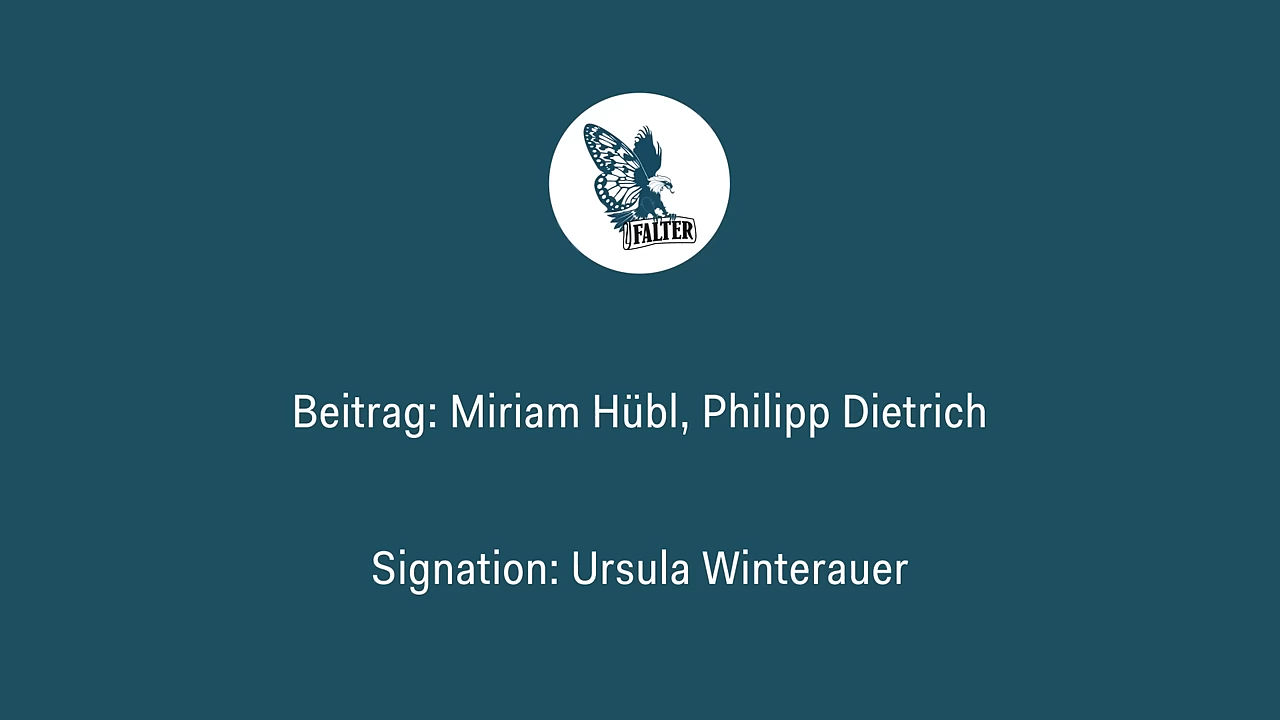 FALTER
Beitrag: Miriam Hübl, Philipp Dietrich
Signation: Ursula Winterauer